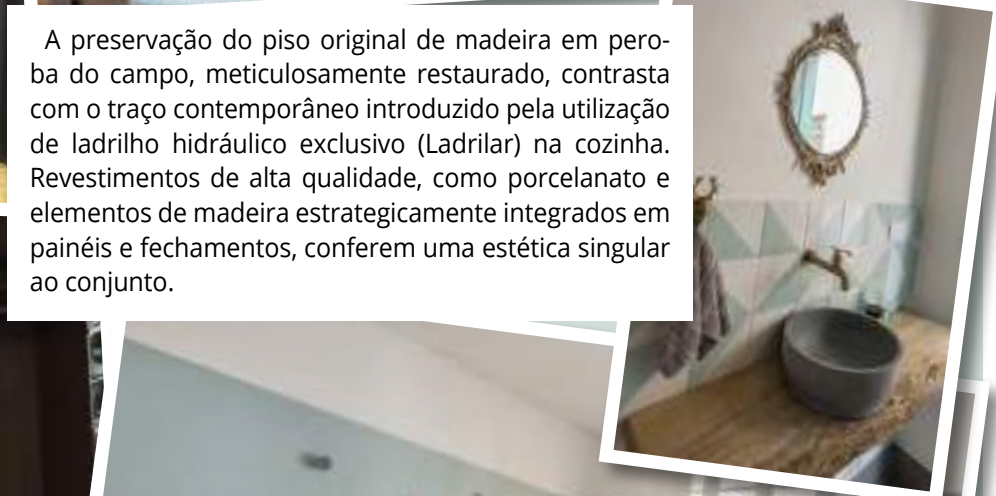 A preservação do piso original de madeira em pero-
ba do campo, meticulosamente restaurado, contrasta
com o traço contemporâneo introduzido pela utilização
de ladrilho hidráulico exclusivo (Ladrilar) na cozinha.
Revestimentos de alta qualidade, como porcelanato e
elementos de madeira estrategicamente integrados em
painéis e fechamentos, conferem uma estética singular
ao conjunto.